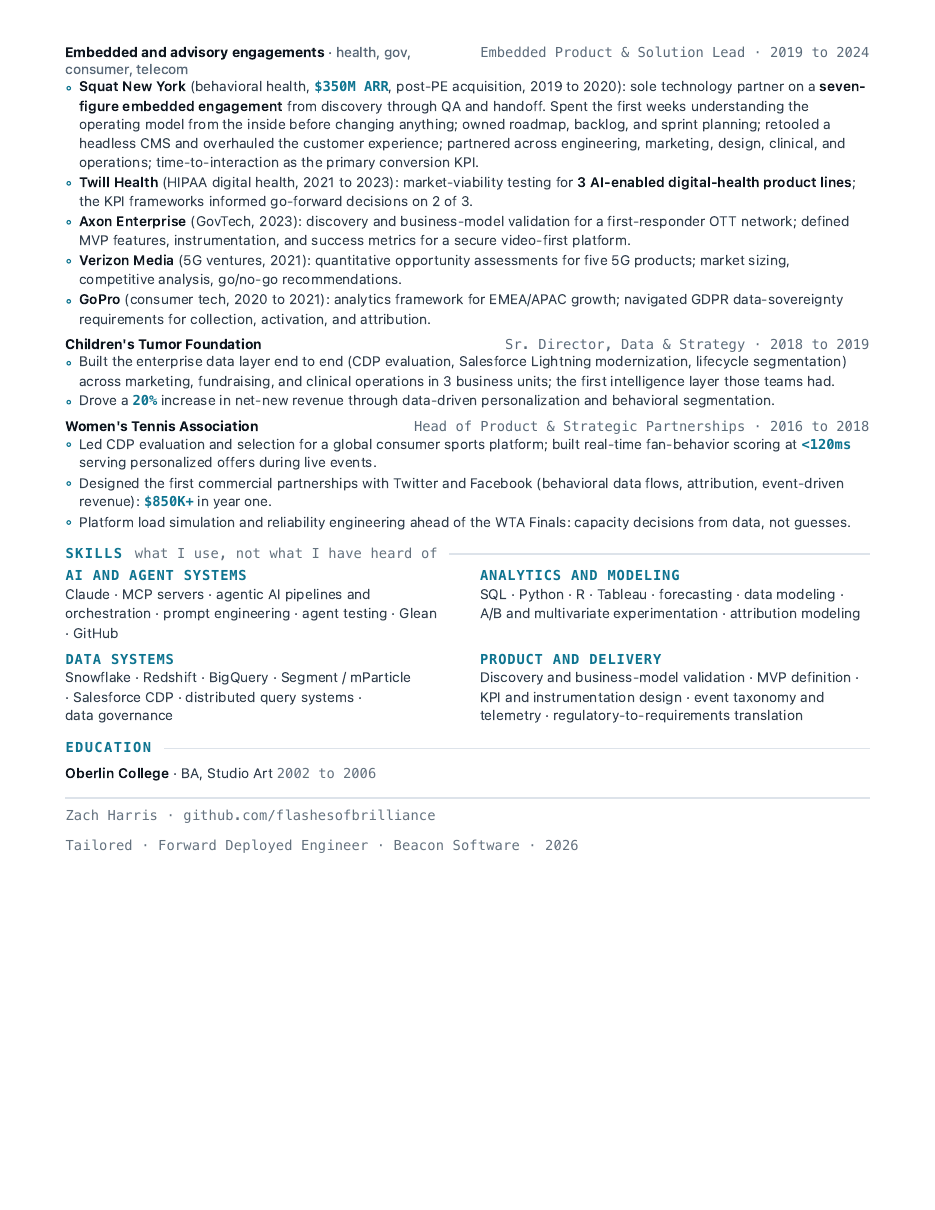 Embedded and advisory engagements · health, gov, Embedded Product & Solution Lead · 2019 to 2024
consumer, telecom
Squat New York (behavioral health, $350M ARR, post-PE acquisition, 2019 to 2020): sole technology partner on a seven-
figure embedded engagement from discovery through QA and handoff. Spent the first weeks understanding the
operating model from the inside before changing anything; owned roadmap, backlog, and sprint planning; retooled a
headless CMS and overhauled the customer experience; partnered across engineering, marketing, design, clinical, and
operations; time-to-interaction as the primary conversion KPI.
Twill Health (HIPAA digital health, 2021 to 2023): market-viability testing for 3 AI-enabled digital-health product lines;
the KPI frameworks informed go-forward decisions on 2 of 3.
Axon Enterprise (GovTech, 2023): discovery and business-model validation for a first-responder OTT network; defined
MVP features, instrumentation, and success metrics for a secure video-first platform.
Verizon Media (5G ventures, 2021): quantitative opportunity assessments for five 5G products; market sizing,
competitive analysis, go/no-go recommendations.
GoPro (consumer tech, 2020 to 2021): analytics framework for EMEA/APAC growth; navigated GDPR data-sovereignty
requirements for collection, activation, and attribution.
Children's Tumor Foundation Sr. Director, Data & Strategy · 2018 to 2019
Built the enterprise data layer end to end (CDP evaluation, Salesforce Lightning modernization, lifecycle segmentation)
across marketing, fundraising, and clinical operations in 3 business units; the first intelligence layer those teams had.
Drove a 20% increase in net-new revenue through data-driven personalization and behavioral segmentation.
Women's Tennis Association Head of Product & Strategic Partnerships · 2016 to 2018
Led CDP evaluation and selection for a global consumer sports platform; built real-time fan-behavior scoring at <120ms
serving personalized offers during live events.
Designed the first commercial partnerships with Twitter and Facebook (behavioral data flows, attribution, event-driven
revenue): $850K+ in year one.
Platform load simulation and reliability engineering ahead of the WTA Finals: capacity decisions from data, not guesses.
SKILLS what I use, not what I have heard of
AI AND AGENT SYSTEMS
Claude · MCP servers · agentic AI pipelines and
orchestration · prompt engineering · agent testing · Glean
· GitHub
ANALYTICS AND MODELING
SQL · Python · R · Tableau · forecasting · data modeling ·
A/B and multivariate experimentation · attribution modeling
DATA SYSTEMS
Snowflake · Redshift · BigQuery · Segment / mParticle
· Salesforce CDP · distributed query systems ·
data governance
PRODUCT AND DELIVERY
Discovery and business-model validation · MVP definition ·
KPI and instrumentation design · event taxonomy and
telemetry · regulatory-to-requirements translation
EDUCATION
Oberlin College · BA, Studio Art 2002 to 2006
Zach Harris · github.com/flashesofbrilliance
Tailored · Forward Deployed Engineer · Beacon Software · 2026